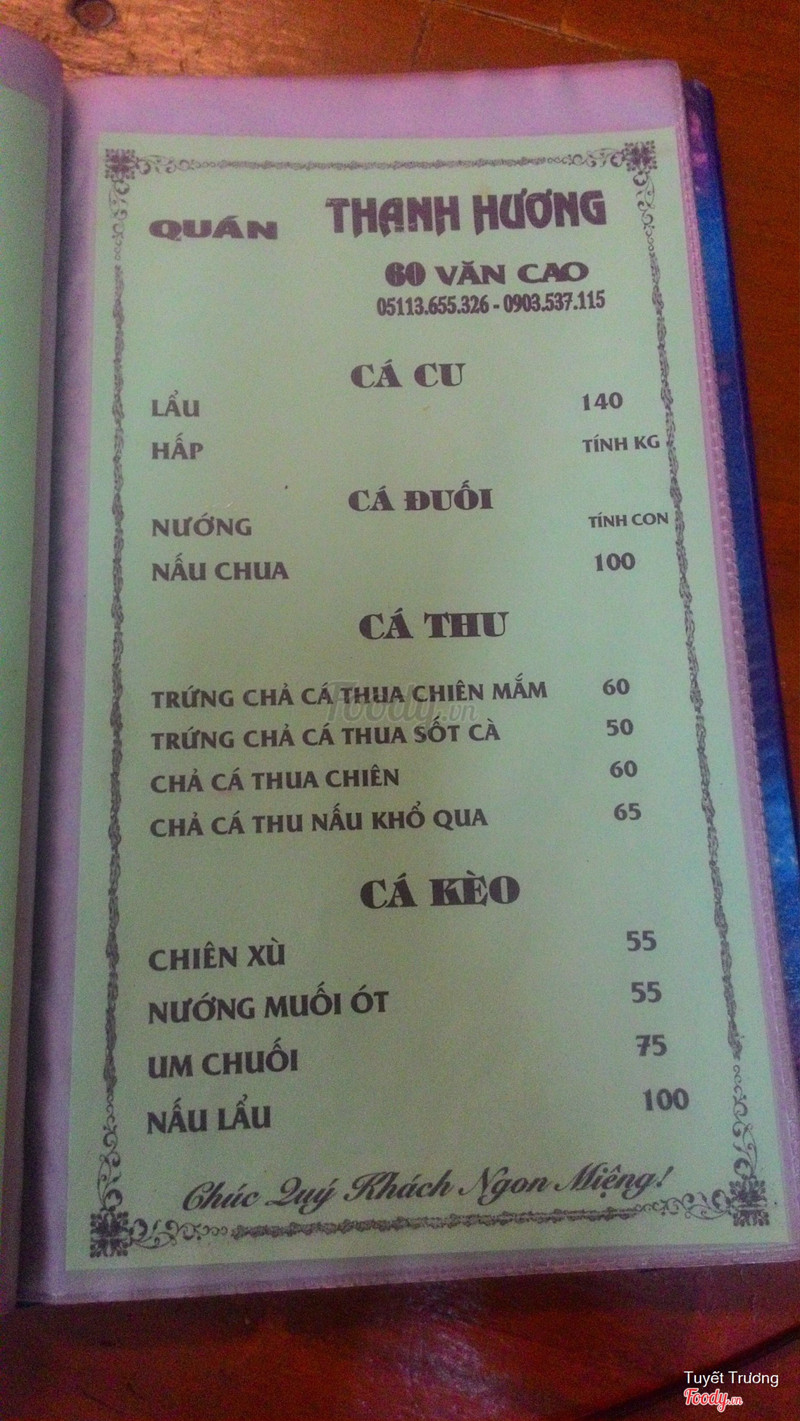 QUÁN THANH HƯƠNG
60 VĂN CAO
05113.655.326 - 0903.537.115
CÁ CU
LẨU 140
HẤP TÍNH KG
CÁ ĐUỐI
NƯỚNG TÍNH CON
NẤU CHUA 100
CÁ THU
TRỨNG CHẢ CÁ THUA CHIÊN MẮM 60
TRỨNG CHẢ CÁ THUA SỐT CÀ 50
CHẢ CÁ THUA CHIÊN 60
CHẢ CÁ THU NẤU KHỔ QUA 65
CÁ KÈO
CHIÊN XÙ 55
NƯỚNG MUỐI ÓT 55
UM CHUỐI 75
NẤU LẨU 100
Chúc Quý Khách Ngon Miệng!
Foody.vn
Tuyết Trương
Foody.vn